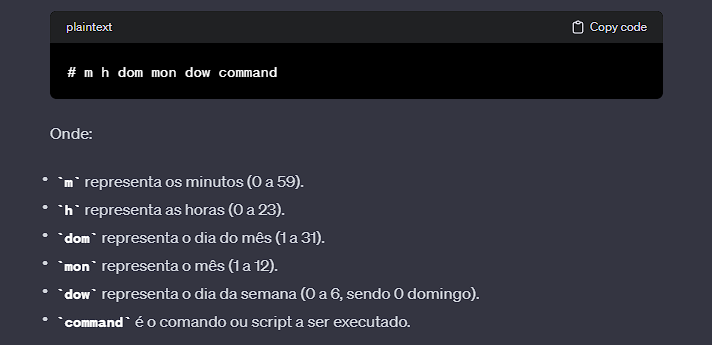 plaintext Copy code
# m h dom mon dow command
Onde:
• `m` representa os minutos (0 a 59).
• `h` representa as horas (0 a 23).
• `dom` representa o dia do mês (1 a 31).
• `mon` representa o mês (1 a 12).
• `dow` representa o dia da semana (0 a 6, sendo 0 domingo).
• `command` é o comando ou script a ser executado.